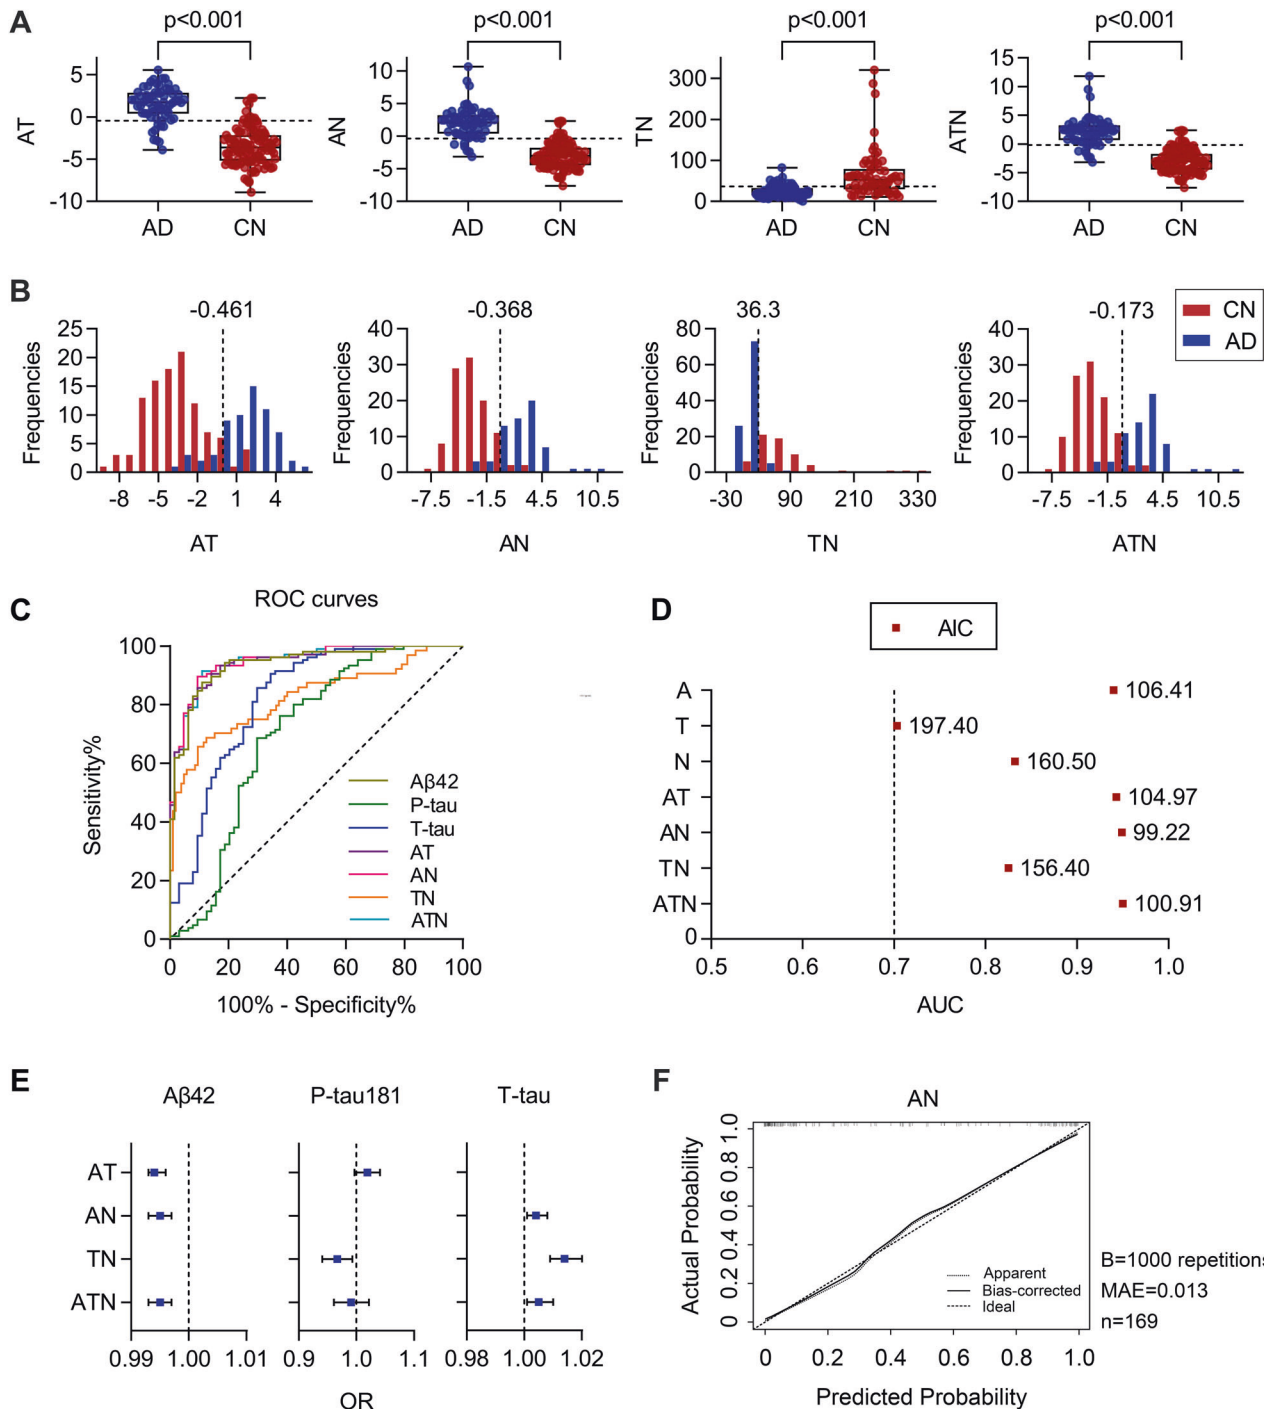 A
p<0.001 p<0.001 p<0.001 p<0.001
AT
5
0
-5
-10
AD CN
AN
10
5
0
-5
-10
AD CN
TN
300
200
100
0
AD CN
ATN
15
10
5
0
-5
-10
AD CN
B
-0.461
Frequencies
25
20
15
10
5
0
-8 -5 -2 1 4
AT
-0.368
Frequencies
40
30
20
10
0
-7.5 -1.5 4.5 10.5
AN
36.3
Frequencies
80
60
40
20
0
-30 90 210 330
TN
-0.173
Frequencies
40
30
20
10
0
-7.5 -1.5 4.5 10.5
ATN
CN
AD
C
ROC curves
Sensitivity%
100
80
60
40
20
0
Aβ42
P-tau
T-tau
AT
AN
TN
ATN
0 20 40 60 80 100
100% - Specificity%
D
AIC
A 106.41
T 197.40
N 160.50
AT 104.97
AN 99.22
TN 156.40
ATN 100.91
0
0.5 0.6 0.7 0.8 0.9 1.0
AUC
E
Aβ42 P-tau181 T-tau
AT
AN
TN
ATN
0.99 1.00 1.01
0.9 1.0 1.1
0.98 1.00 1.02
OR
F
AN
Actual Probability
1.0
0.8
0.6
0.4
0.2
0
Apparent
Bias-corrected
Ideal
B=1000 repetitions
MAE=0.013
n=169
0 0.2 0.4 0.6 0.8 1.0
Predicted Probability